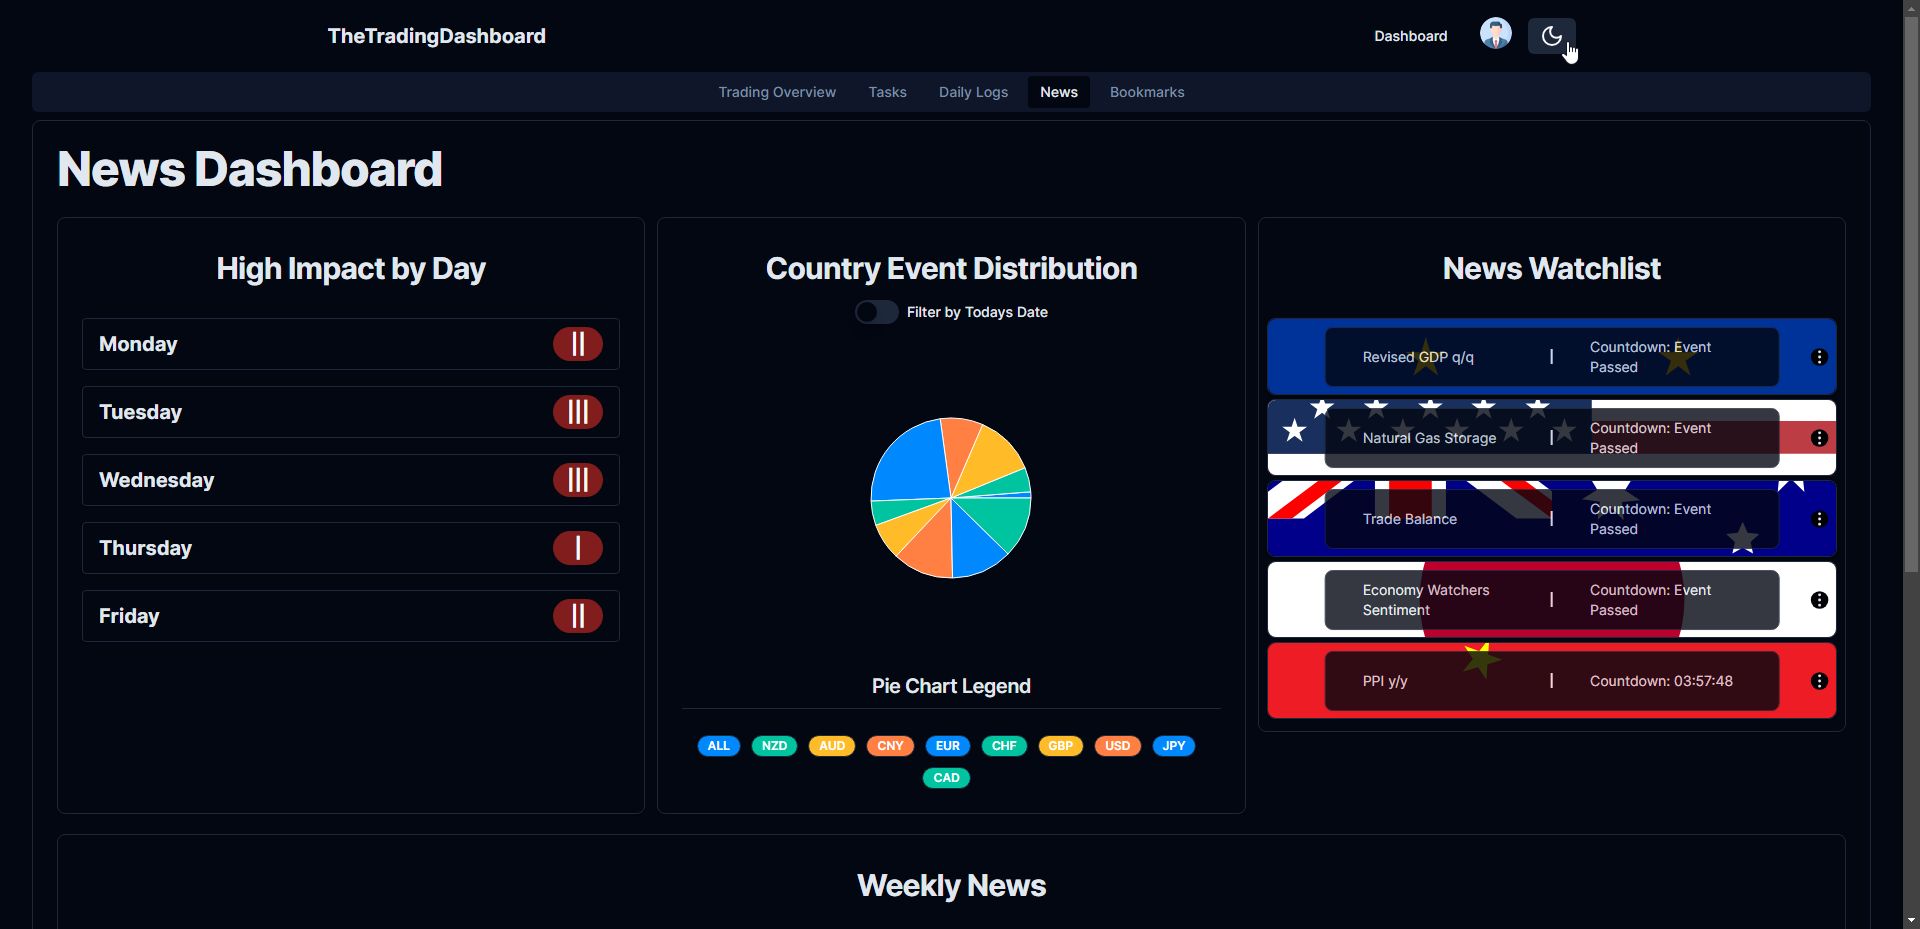 TheTradingDashboard
Dashboard
Trading Overview
Tasks
Daily Logs
News
Bookmarks
News Dashboard
High Impact by Day
Monday
||
Tuesday
|||
Wednesday
|||
Thursday
|
Friday
||
Country Event Distribution
Filter by Todays Date
Pie Chart Legend
ALL
NZD
AUD
CNY
EUR
CHF
GBP
USD
JPY
CAD
News Watchlist
Revised GDP q/q | Countdown: Event
Passed
Natural Gas Storage | Countdown: Event
Passed
Trade Balance | Countdown: Event
Passed
Economy Watchers
Sentiment | Countdown: Event
Passed
PPI y/y | Countdown: 03:57:48
Weekly News